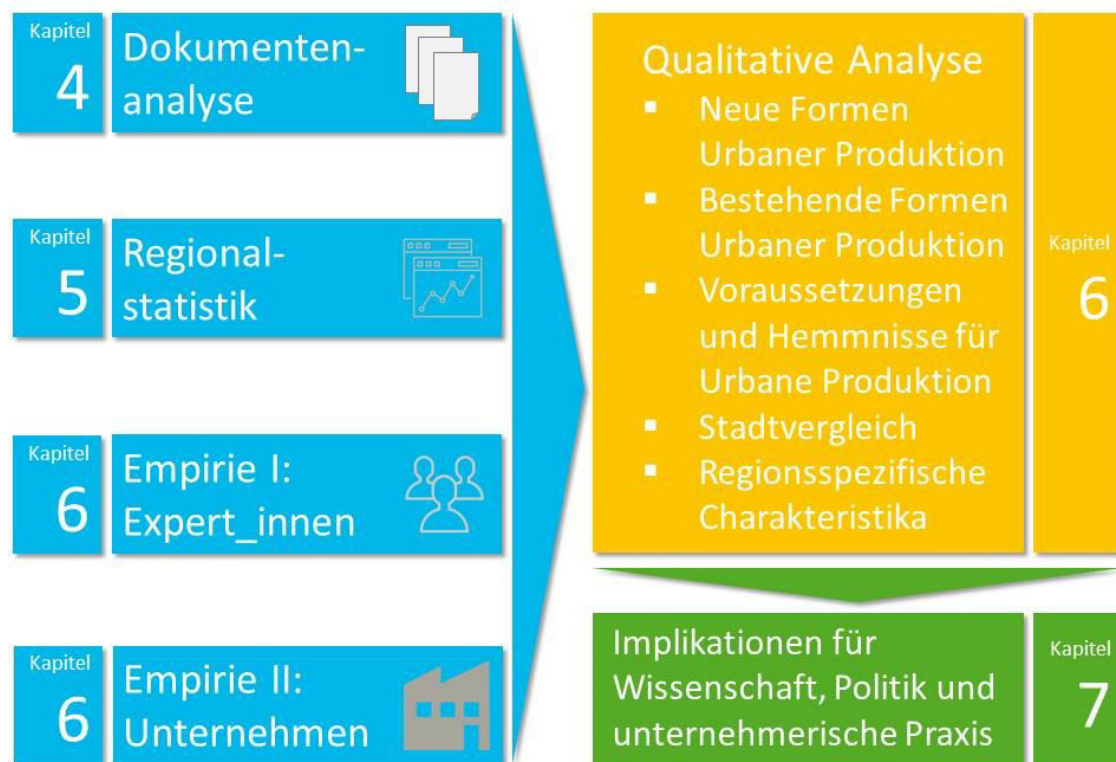 Kapitel
4
Dokumenten-
analyse
Kapitel
5
Regional-
statistik
Kapitel
6
Empirie I:
Expert_innen
Kapitel
6
Empirie II:
Unternehmen
Qualitative Analyse
▪ Neue Formen
Urbaner Produktion
▪ Bestehende Formen
Urbaner Produktion
▪ Voraussetzungen
und Hemmnisse für
Urbane Produktion
▪ Stadtvergleich
▪ Regionsspezifische
Charakteristika
Kapitel
6
Implikationen für
Wissenschaft, Politik und
unternehmerische Praxis
Kapitel
7